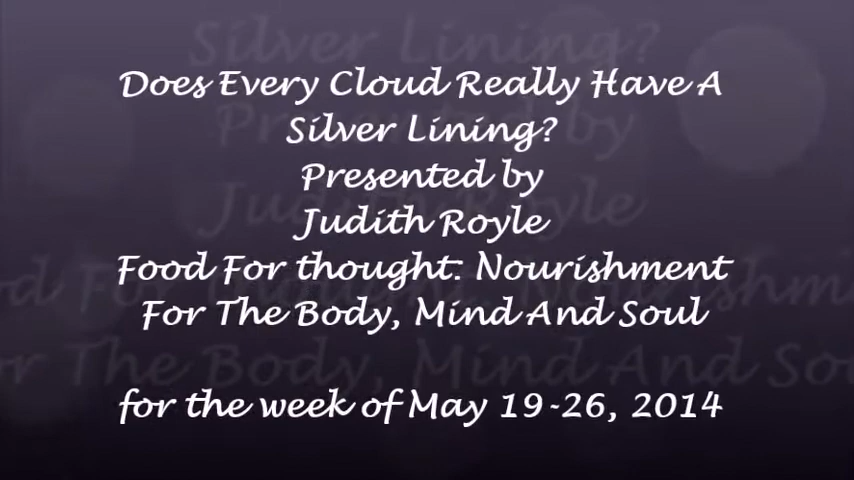 Does Every Cloud Really Have A
Silver Lining?
Presented by
Judith Royle
Food For thought: Nourishment
For The Body, Mind And Soul
for the week of May 19-26, 2014